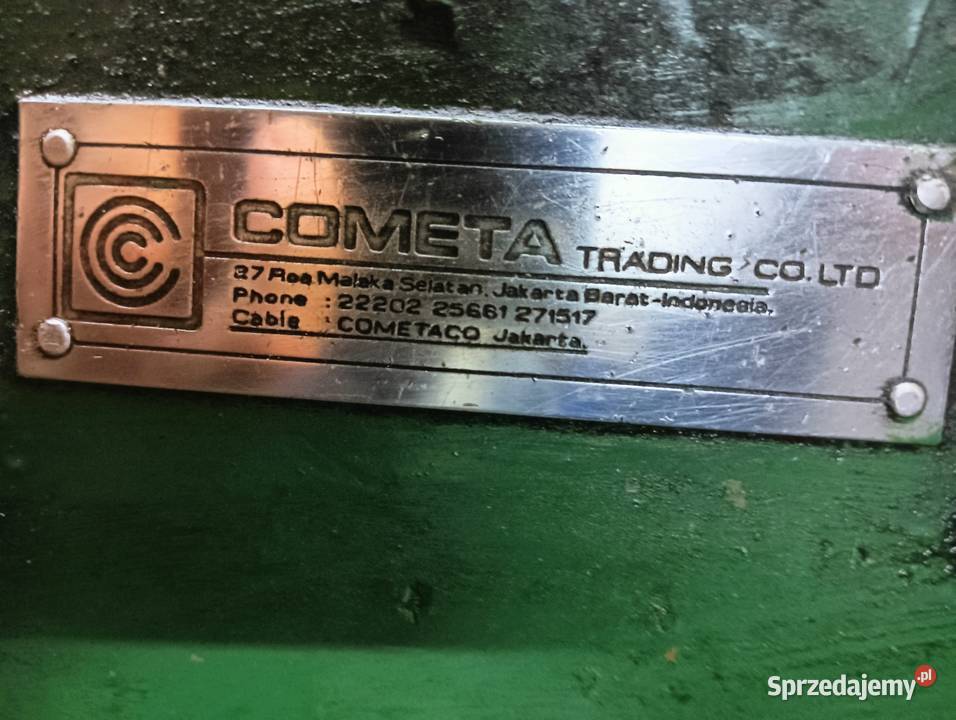 COMETA TRADING CO. LTD
37 Roa Malaka Selatan, Jakarta Barat-Indonesia.
Phone : 22202 25661 271517
Cable : COMETACO Jakarta.
Sprzedajemy.pl